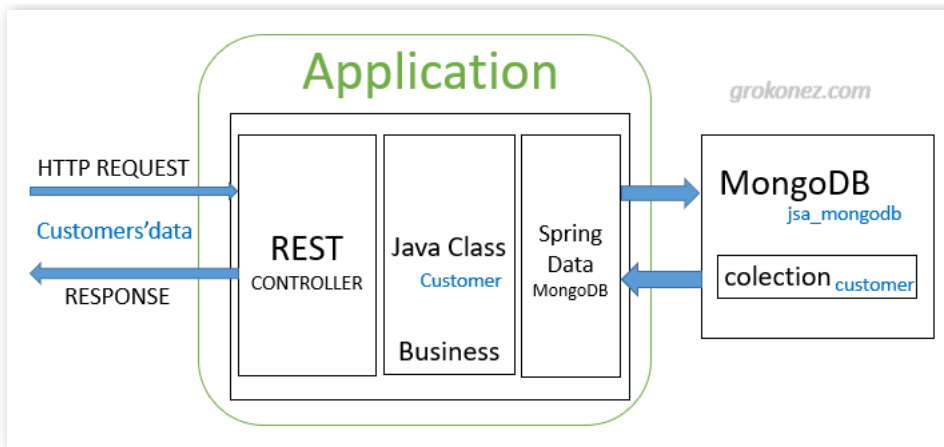 Application
grokonez.com
HTTP REQUEST
Customers'data
RESPONSE
REST
CONTROLLER
Java Class
Customer
Business
Spring
Data
MongoDB
MongoDB
jsa_mongodb
colection customer